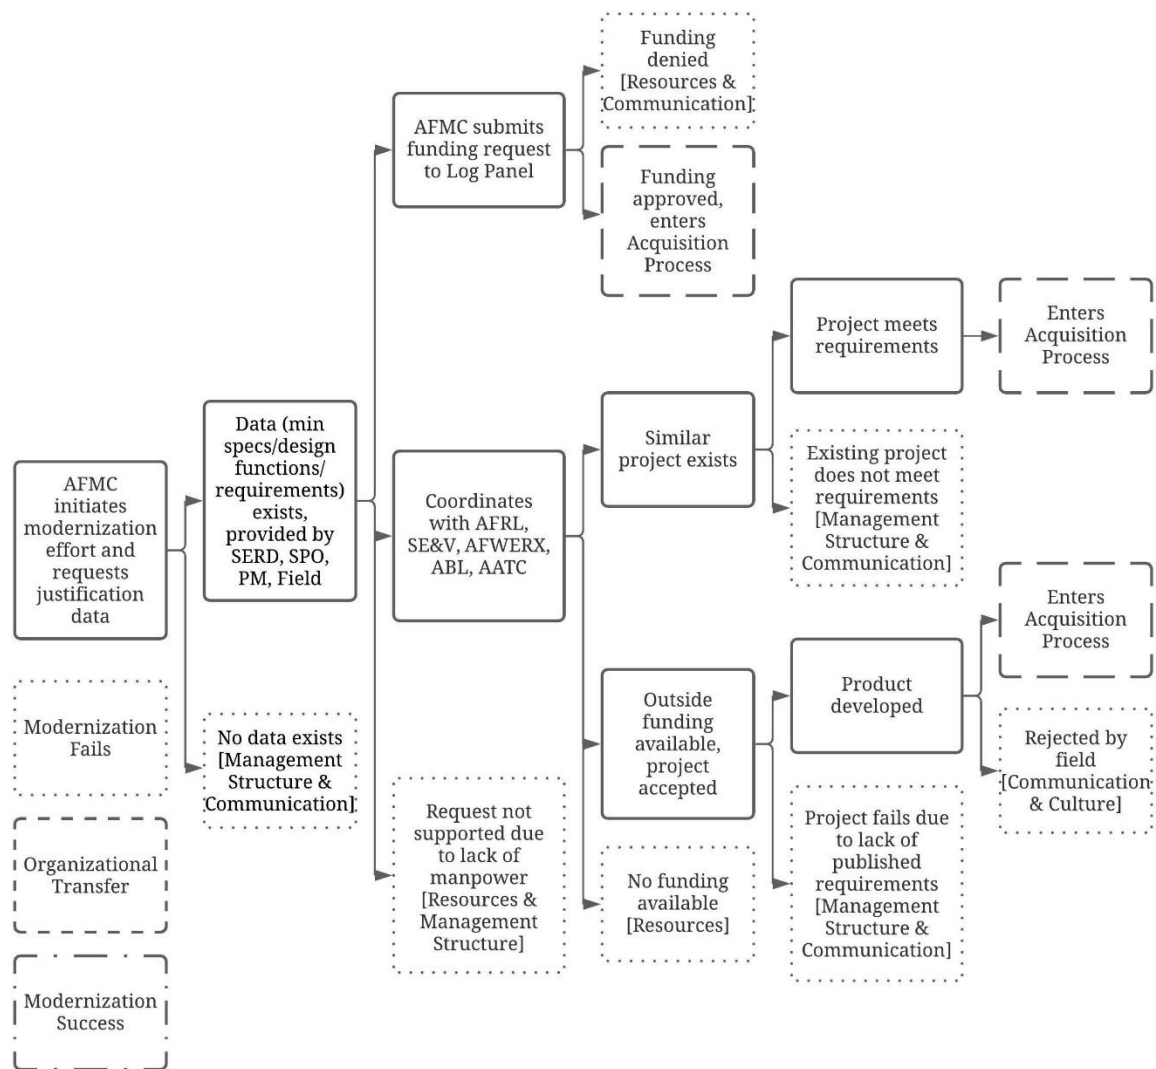 AFMC
initiates
modernization
effort and
requests
justification
data
Modernization
Fails
Organizational
Transfer
Modernization
Success
Data (min
specs/design
functions/
requirements)
exists,
provided by
SERD, SPO,
PM, Field
No data exists
[Management
Structure &
Communication]
AFMC submits
funding request
to Log Panel
Coordinates
with AFRL,
SE&V, AFWERX,
ABL, AATC
Request not
supported due
to lack of
manpower
[Resources &
Management
Structure]
Funding
denied
[Resources &
Communication]
Funding
approved,
enters
Acquisition
Process
Similar
project exists
Outside
funding
available,
project
accepted
No funding
available
[Resources]
Project meets
requirements
Existing project
does not meet
requirements
[Management
Structure &
Communication]
Product
developed
Project fails due
to lack of
published
requirements
[Management
Structure &
Communication]
Enters
Acquisition
Process
Enters
Acquisition
Process
Rejected by
field
[Communication
& Culture]